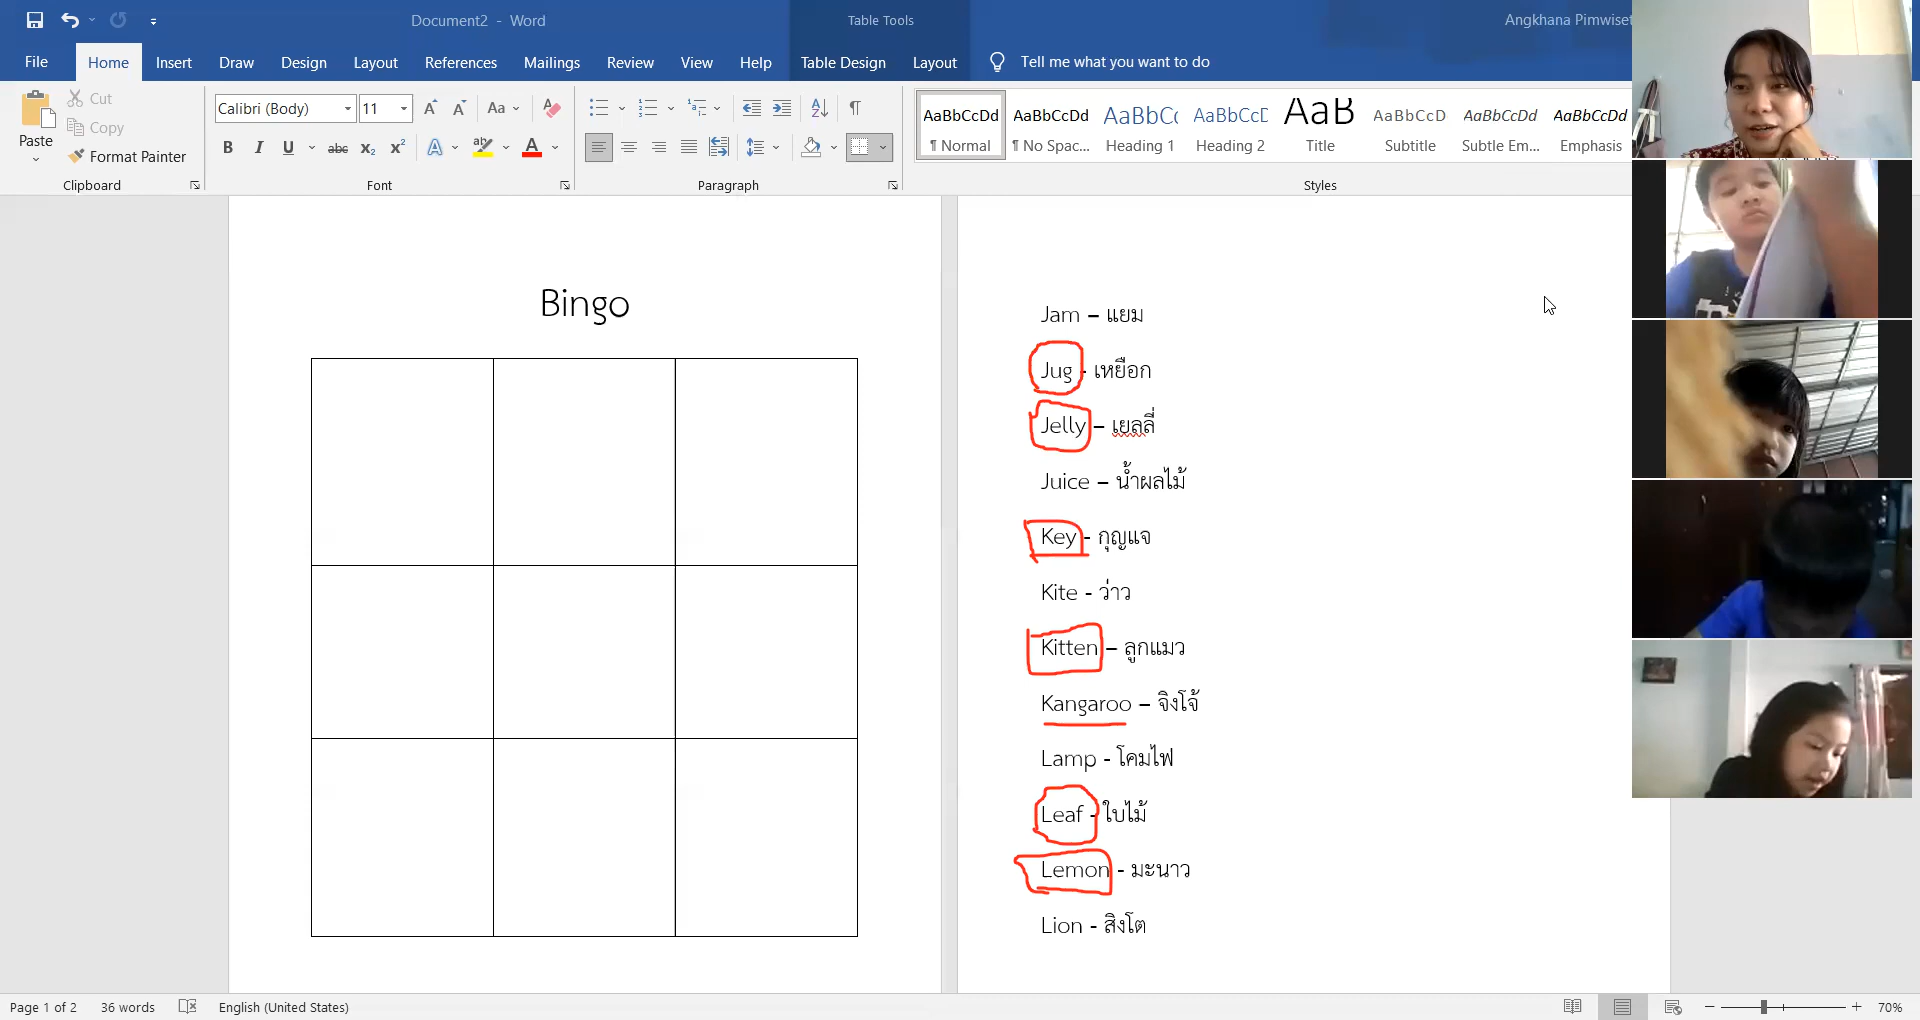 Document2 - Word
Table Tools
Angkhana Pimwiset
File Home Insert Draw Design Layout References Mailings Review View Help Table Design Layout Tell me what you want to do
Paste
Cut
Copy
Format Painter
Calibri (Body) 11
AaBbCcDd AaBbCcDd AaBbCc AaBbCcD AaB AaBbCcD AaBbCcDd AaBbCcDd
¶ Normal ¶ No Spac... Heading 1 Heading 2 Title Subtitle Subtle Em... Emphasis
Clipboard Font Paragraph Styles
Bingo
Jam – แยม
Jug - เหยือก
Jelly – เยลลี่
Juice – น้ำผลไม้
Key - กุญแจ
Kite - ว่าว
Kitten – ลูกแมว
Kangaroo – จิงโจ้
Lamp - โคมไฟ
Leaf - ใบไม้
Lemon - มะนาว
Lion - สิงโต
Page 1 of 2 36 words English (United States) 70%